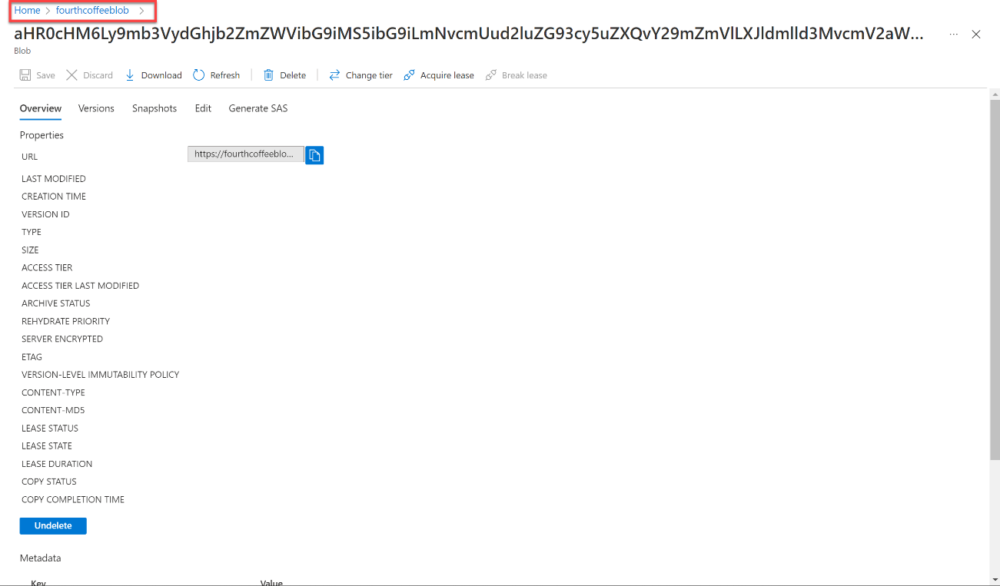 Home > fourthcoffeeblob >
aHR0cHM6Ly9mb3VydGhjb2ZmZWVibG9iMS5ibG9iLmNvcmUud2luZG93cy5uZXQvY29mZmVlLXJldmlld3MvcmV2aW...
Blob
Save Discard Download Refresh Delete Change tier Acquire lease Break lease
Overview Versions Snapshots Edit Generate SAS
Properties
URL https://fourthcoffeeblo...
LAST MODIFIED
CREATION TIME
VERSION ID
TYPE
SIZE
ACCESS TIER
ACCESS TIER LAST MODIFIED
ARCHIVE STATUS
REHYDRATE PRIORITY
SERVER ENCRYPTED
ETAG
VERSION-LEVEL IMMUTABILITY POLICY
CONTENT-TYPE
CONTENT-MD5
LEASE STATUS
LEASE STATE
LEASE DURATION
COPY STATUS
COPY COMPLETION TIME
Undelete
Metadata
Key Value